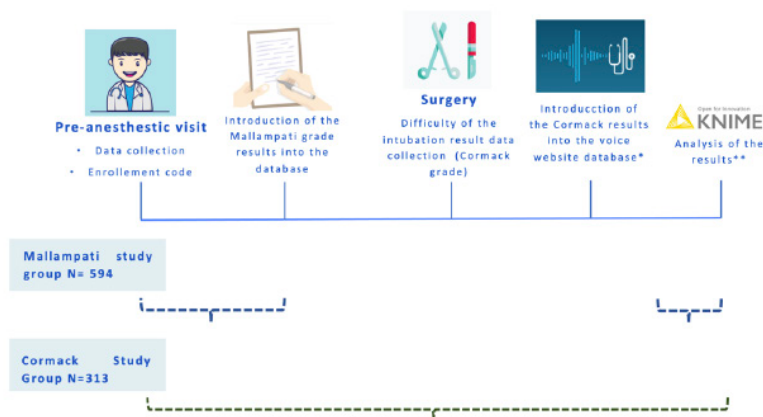 Pre-anesthestic visit
• Data collection
• Enrollement code
Introduction of the
Mallampati grade
results into the
database
Surgery
Difficulty of the
intubation result data
collection (Cormack
grade)
Introducction of
the Cormack results
into the voice
website database*
Open for Innovation
KNIME
Analysis of the
results**
Mallampati study
group N= 594
Cormack Study
Group N=313